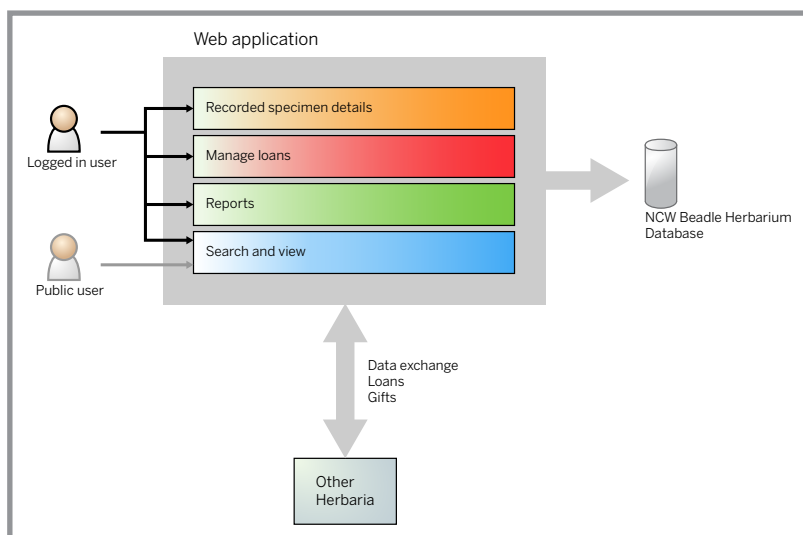 Web application
Recorded specimen details
Logged in user
Manage loans
Reports
NCW Beadle Herbarium
Database
Search and view
Public user
Data exchange
Loans
Gifts
Other
Herbaria